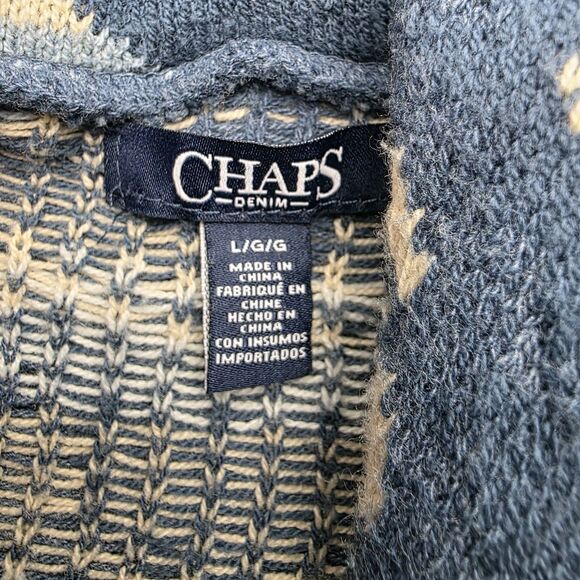 CHAPS
DENIM
L/G/G
MADE IN
CHINA
FABRIQUÉ EN
CHINE
HECHO EN
CHINA
CON INSUMOS
IMPORTADOS